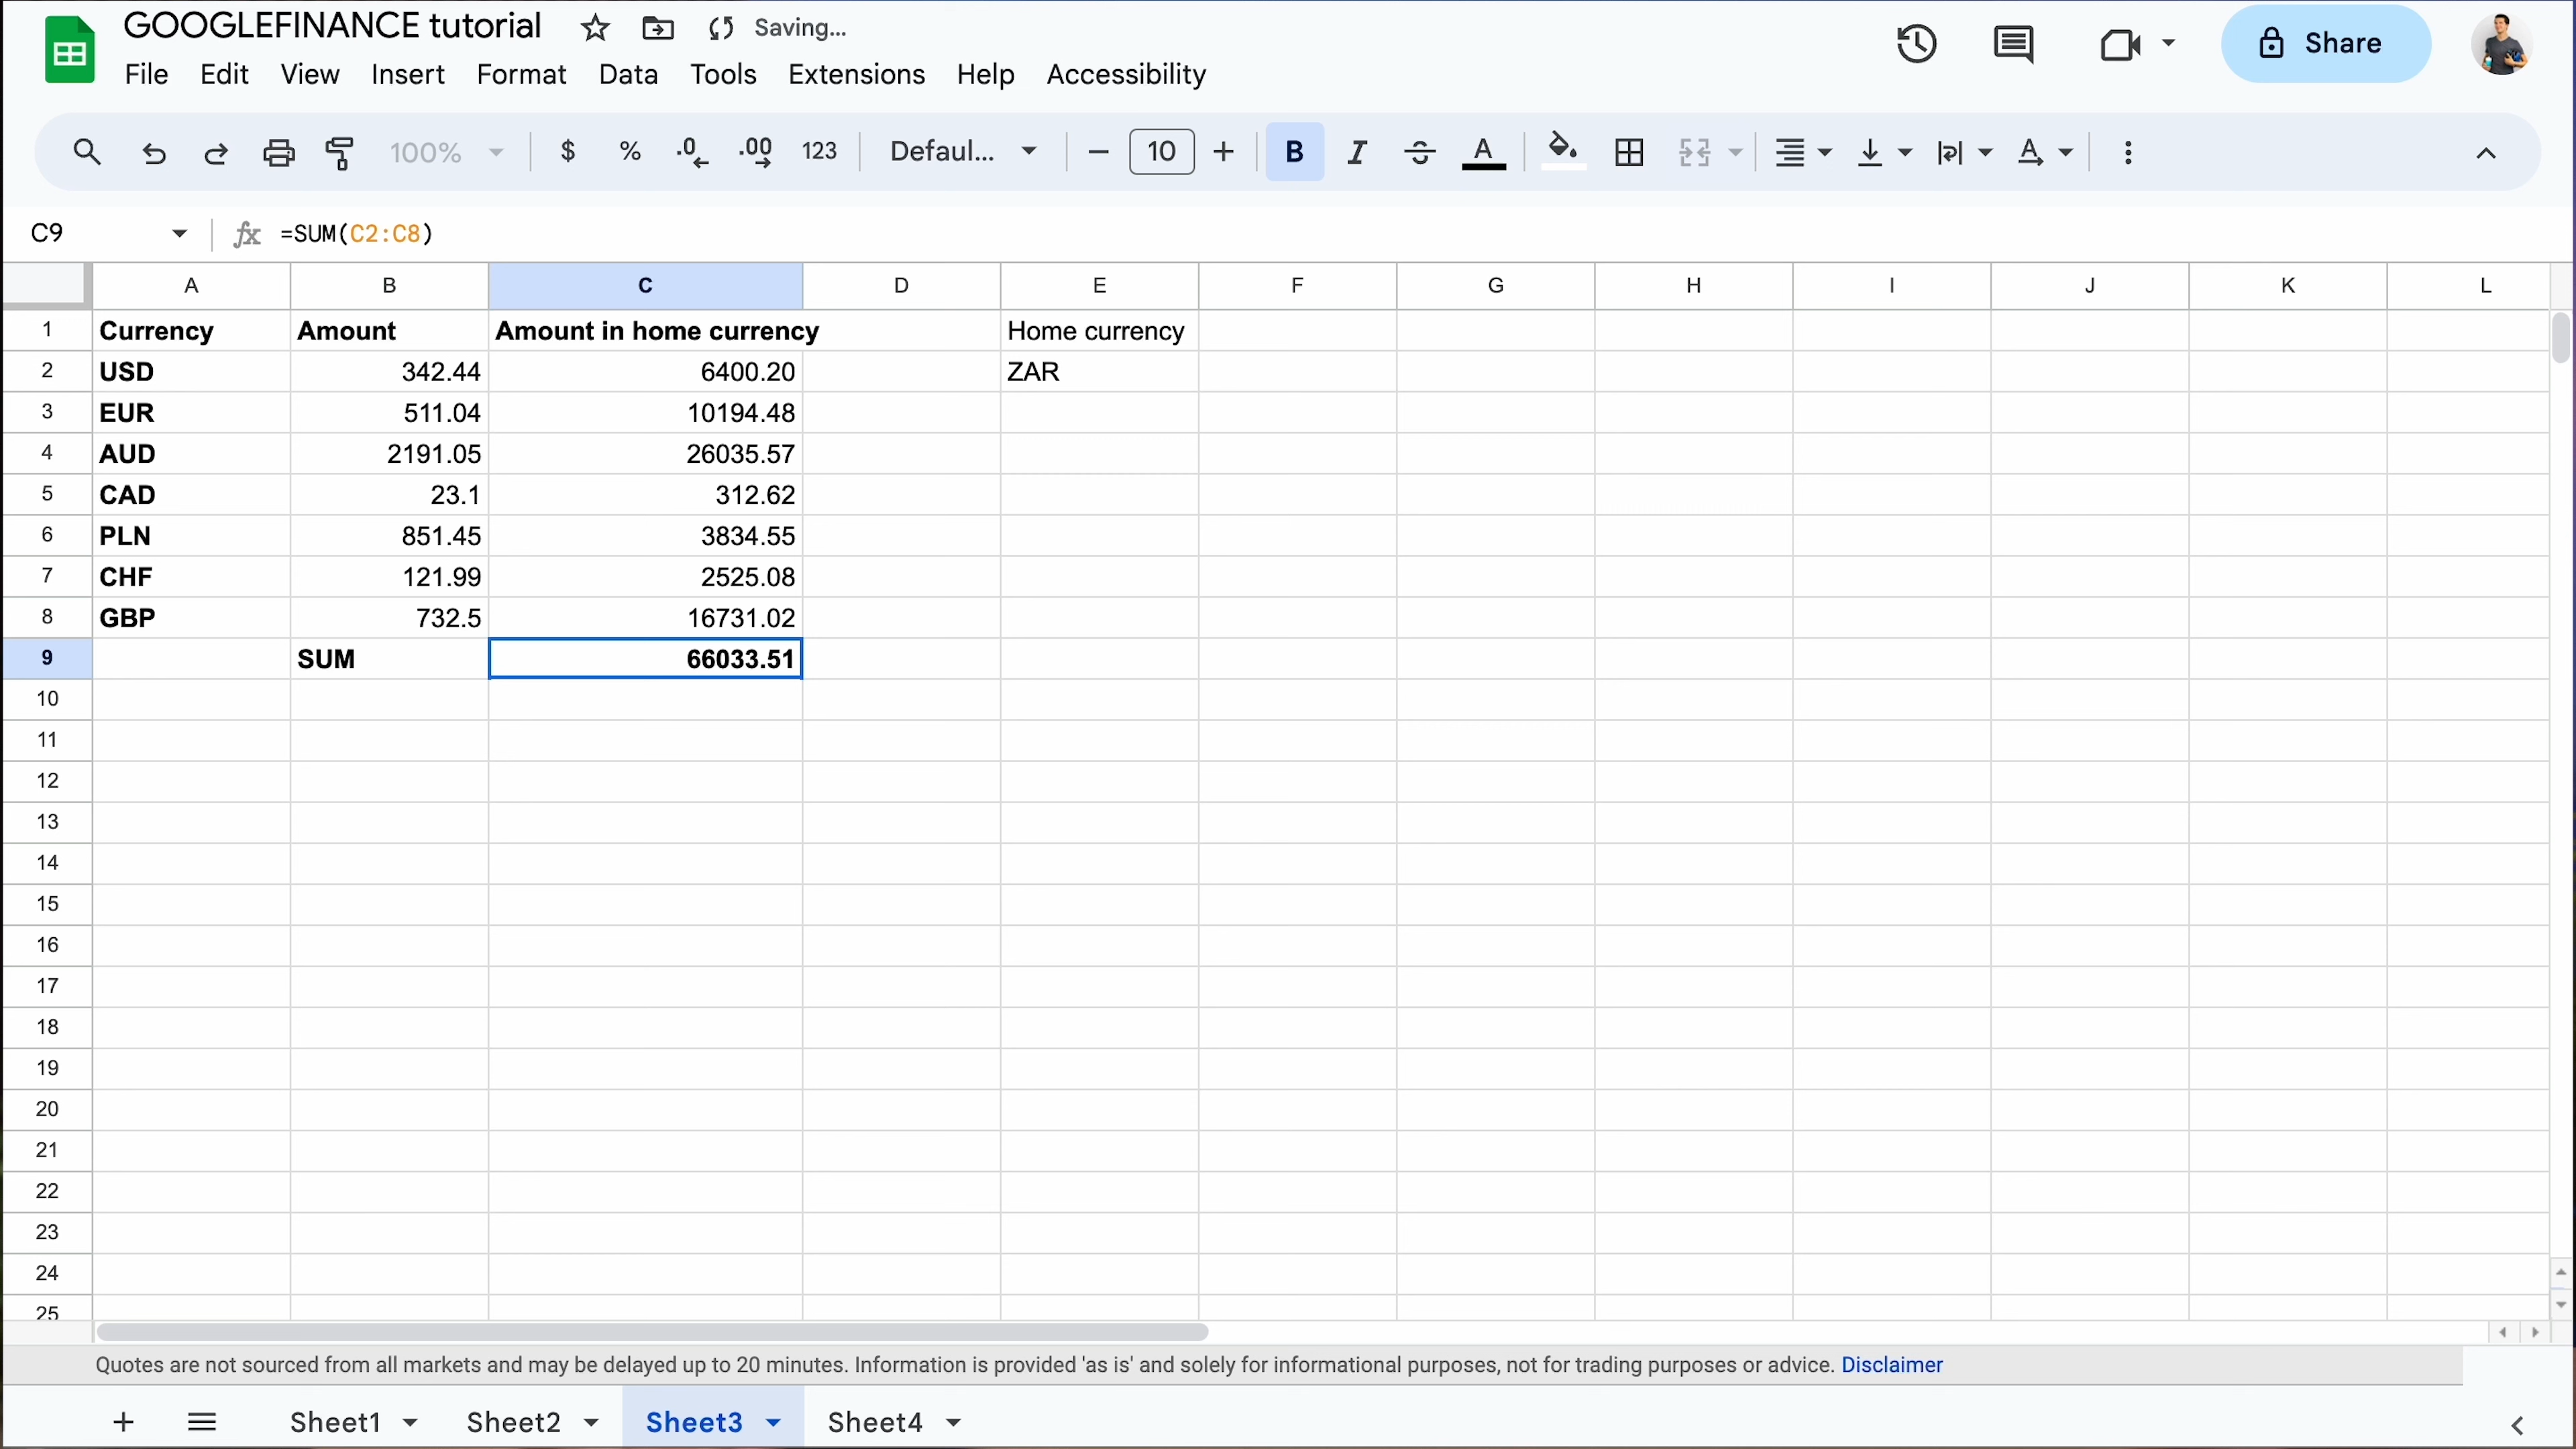 GOOGLEFINANCE tutorial Saving...
File Edit View Insert Format Data Tools Extensions Help Accessibility
Share
100% $ % .0 .00 123 Defaul... 10 B I A A
C9 fx =SUM(C2:C8)
A B C D E F G H I J K L
1 Currency Amount Amount in home currency Home currency
2 USD 342.44 6400.20 ZAR
3 EUR 511.04 10194.48
4 AUD 2191.05 26035.57
5 CAD 23.1 312.62
6 PLN 851.45 3834.55
7 CHF 121.99 2525.08
8 GBP 732.5 16731.02
9 SUM 66033.51
10
11
12
13
14
15
16
17
18
19
20
21
22
23
24
25
Quotes are not sourced from all markets and may be delayed up to 20 minutes. Information is provided 'as is' and solely for informational purposes, not for trading purposes or advice. Disclaimer
Sheet1 Sheet2 Sheet3 Sheet4